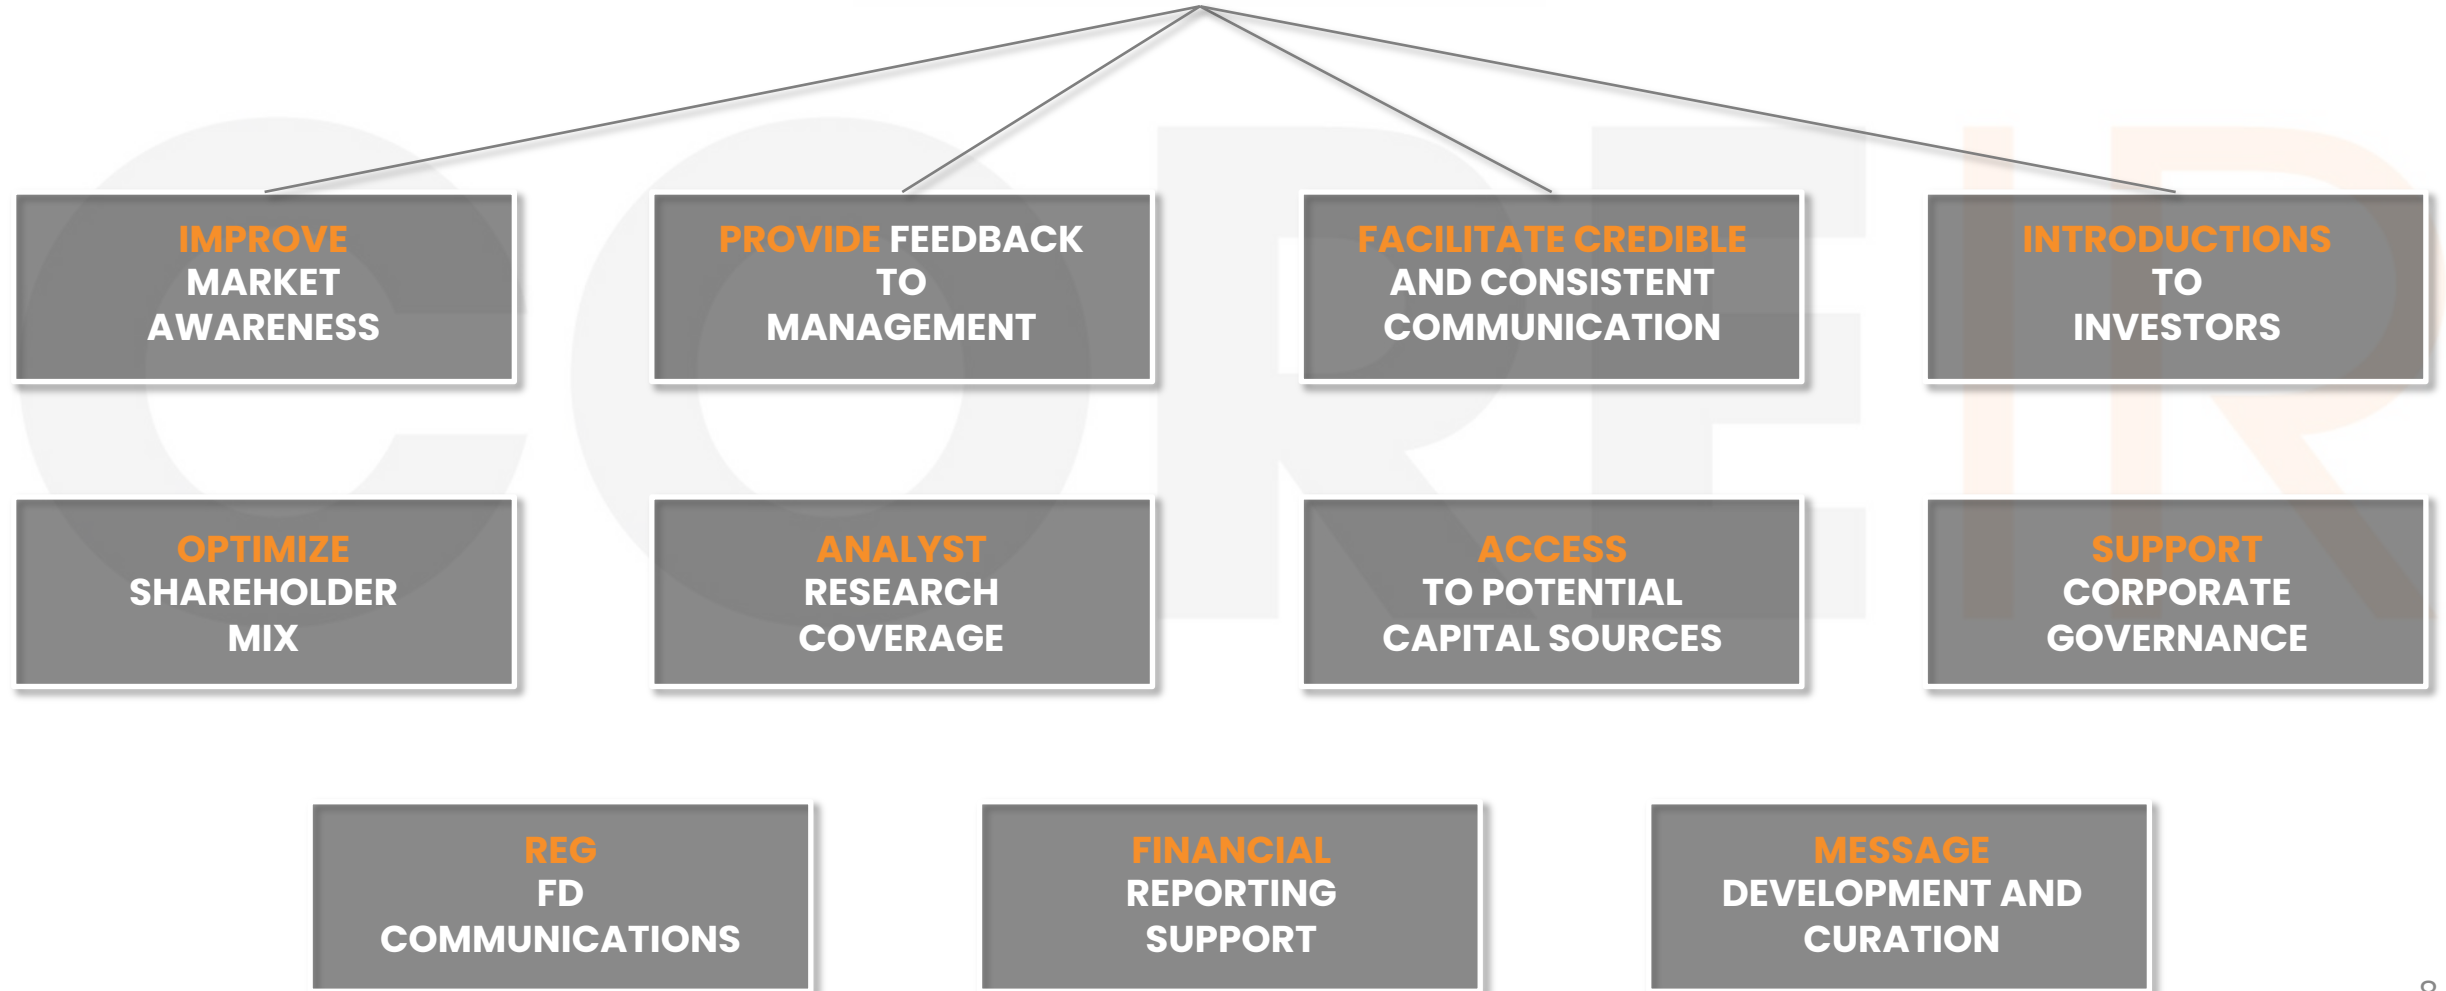 CORE IR
IMPROVE
MARKET
AWARENESS
PROVIDE FEEDBACK
TO
MANAGEMENT
FACILITATE CREDIBLE
AND CONSISTENT
COMMUNICATION
INTRODUCTIONS
TO
INVESTORS
OPTIMIZE
SHAREHOLDER
MIX
ANALYST
RESEARCH
COVERAGE
ACCESS
TO POTENTIAL
CAPITAL SOURCES
SUPPORT
CORPORATE
GOVERNANCE
REG
FD
COMMUNICATIONS
FINANCIAL
REPORTING
SUPPORT
MESSAGE
DEVELOPMENT AND
CURATION